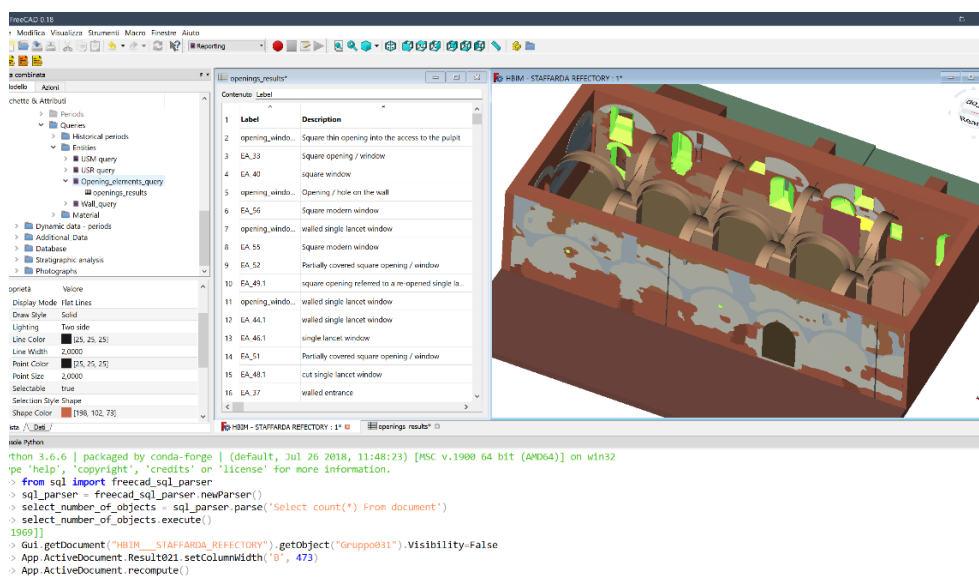 FreeCAD 0.18
Modifica Visualizza Strumenti Macro Finestre Aiuto
Reporting
combinata
openings_results*
HBIM - STAFFARDA REFECTORY : 1*
Modello Azioni
Contenuto Label
chette & Attributi
Periods
Queries
Historical periods
Entities
USM query
USR query
Opening_elements_query
openings_results
Wall_query
Material
Dynamic data - periods
Additional_Data
Database
Stratigraphic analysis
Photographs
1 Label Description
2 opening_windo... Square thin opening into the access to the pulpit
3 EA_33 Square opening / window
4 EA_40 square window
5 opening_windo... Opening / hole on the wall
6 EA_56 Square modern window
7 opening_windo... walled single lancet window
8 EA_55 Square modern window
9 EA_52 Partially covered square opening / window
10 EA_49.1 square opening referred to a re-opened single la...
11 opening_windo... walled single lancet window
12 EA_44.1 walled single lancet window
13 EA_46.1 single lancet window
14 EA_51 Partially covered square opening / window
15 EA_48.1 cut single lancet window
16 EA_37 walled entrance
oprietà Valore
Display Mode Flat Lines
Draw Style Solid
Lighting Two side
Line Color [25, 25, 25]
Line Width 2,0000
Point Color [25, 25, 25]
Point Size 2,0000
Selectable true
Selection Style Shape
Shape Color [198, 102, 73]
ista Dati
HBIM - STAFFARDA REFECTORY : 1*
openings results*
nsole Python
ython 3.6.6 | packaged by conda-forge | (default, Jul 26 2018, 11:48:23) [MSC v.1900 64 bit (AMD64)] on win32
ype 'help', 'copyright', 'credits' or 'license' for more information.
> from sql import freecad_sql_parser
> sql_parser = freecad_sql_parser.newParser()
> select_number_of_objects = sql_parser.parse('Select count(*) From document')
> select_number_of_objects.execute()
1969]]
> Gui.getDocument("HBIM___STAFFARDA_REFECTORY").getObject("Gruppo031").Visibility=False
> App.ActiveDocument.Result021.setColumnWidth('B', 473)
> App.ActiveDocument.recompute()